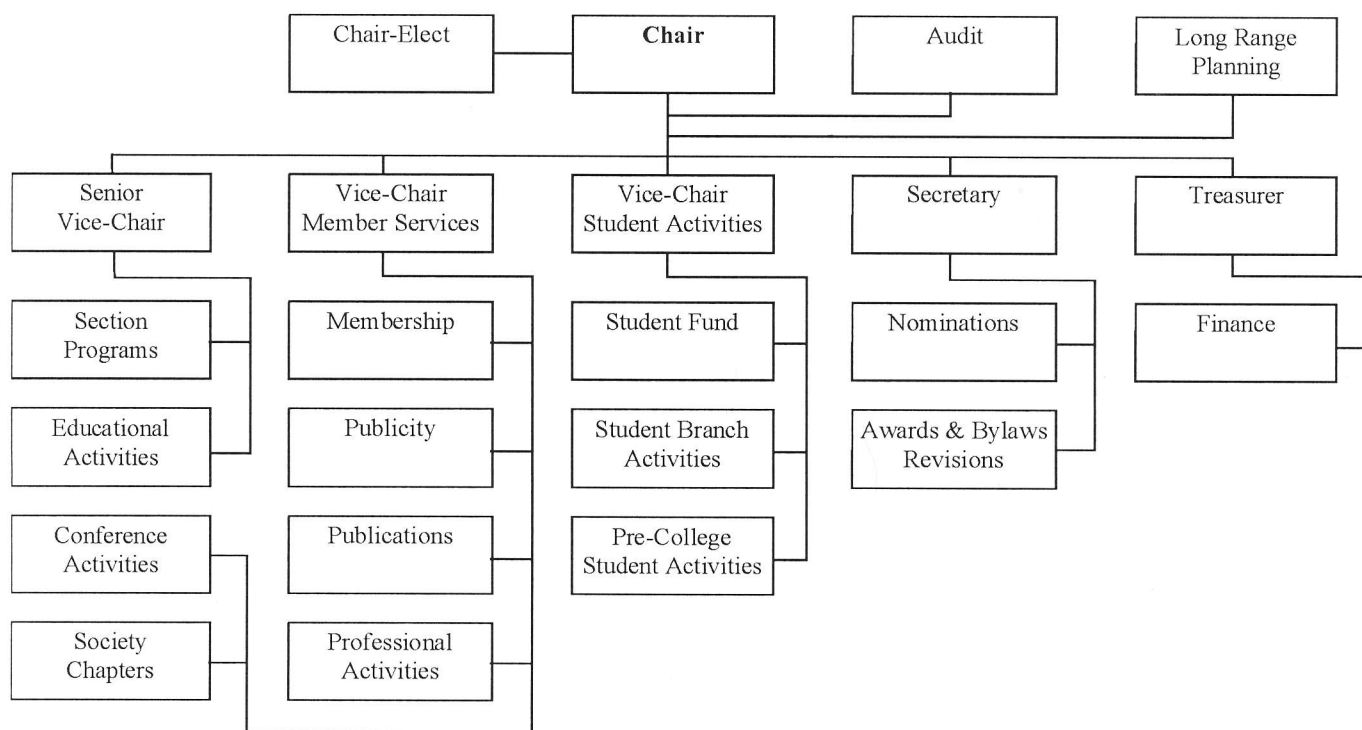 Chair-Elect
Chair
Audit
Long Range
Planning
Senior
Vice-Chair
Vice-Chair
Member Services
Vice-Chair
Student Activities
Secretary
Treasurer
Section
Programs
Membership
Student Fund
Nominations
Finance
Educational
Activities
Publicity
Student Branch
Activities
Awards & Bylaws
Revisions
Conference
Activities
Publications
Pre-College
Student Activities
Society
Chapters
Professional
Activities